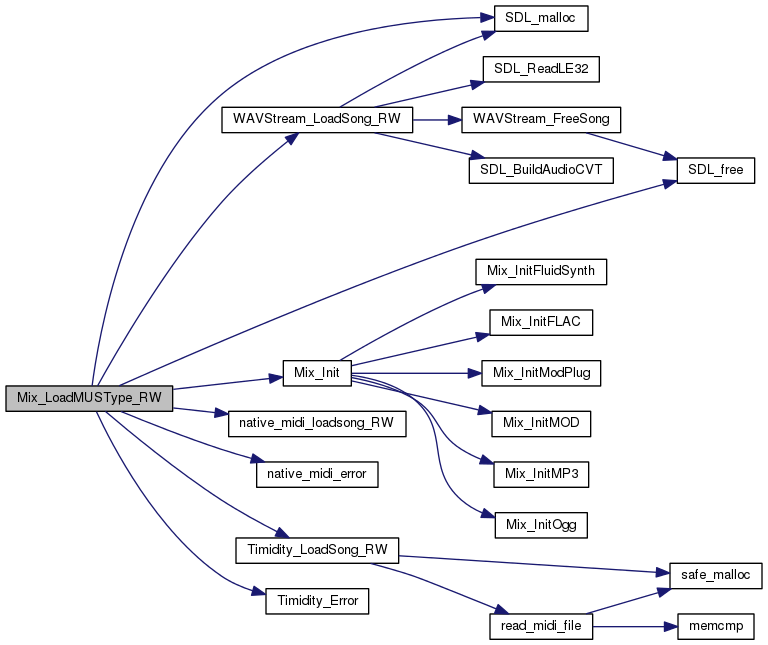 SDL_malloc
SDL_ReadLE32
WAVStream_LoadSong_RW
WAVStream_FreeSong
SDL_BuildAudioCVT
SDL_free
Mix_InitFluidSynth
Mix_InitFLAC
Mix_Init
Mix_InitModPlug
Mix_LoadMUSType_RW
native_midi_loadsong_RW
Mix_InitMOD
native_midi_error
Mix_InitMP3
Mix_InitOgg
Timidity_LoadSong_RW
safe_malloc
Timidity_Error
read_midi_file
memcmp